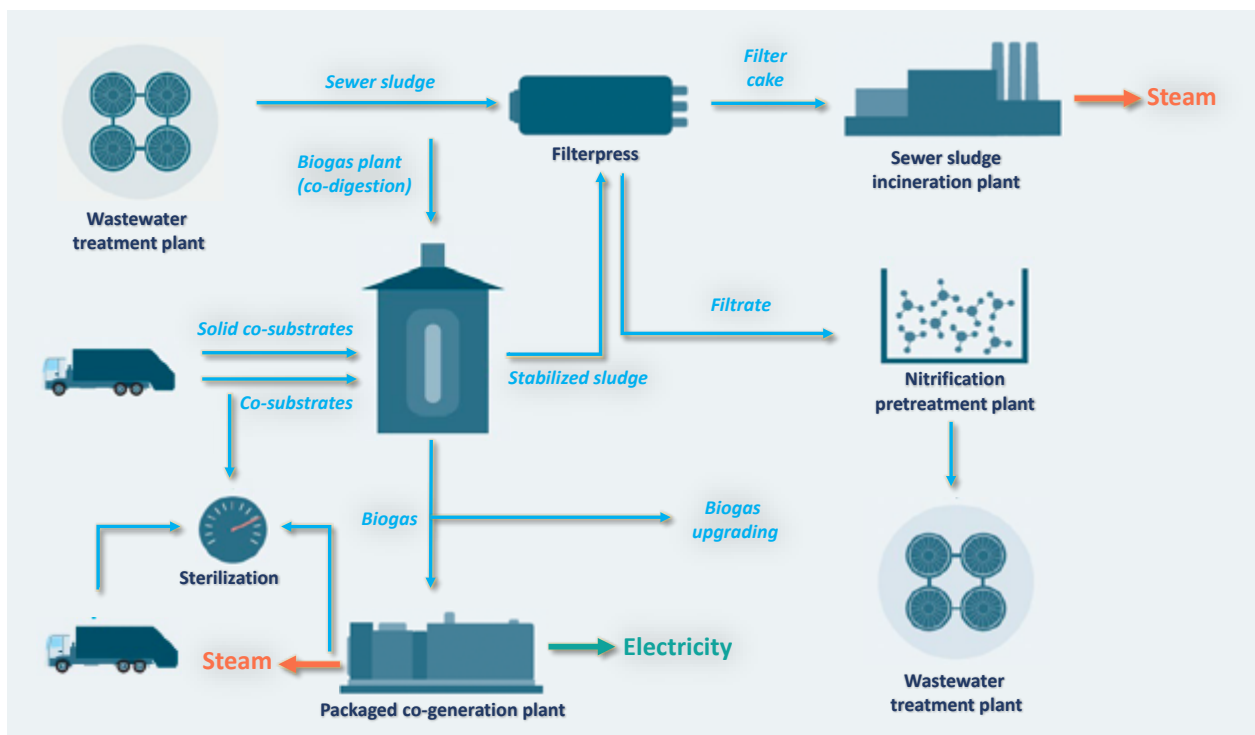 Sewer sludge
Filter
cake
Steam
Filterpress
Sewer sludge
incineration plant
Biogas plant
(co-digestion)
Wastewater
treatment plant
Solid co-substrates
Co-substrates
Stabilized sludge
Filtrate
Nitrification
pretreatment plant
Biogas
Biogas
upgrading
Sterilization
Steam
Electricity
Packaged co-generation plant
Wastewater
treatment plant